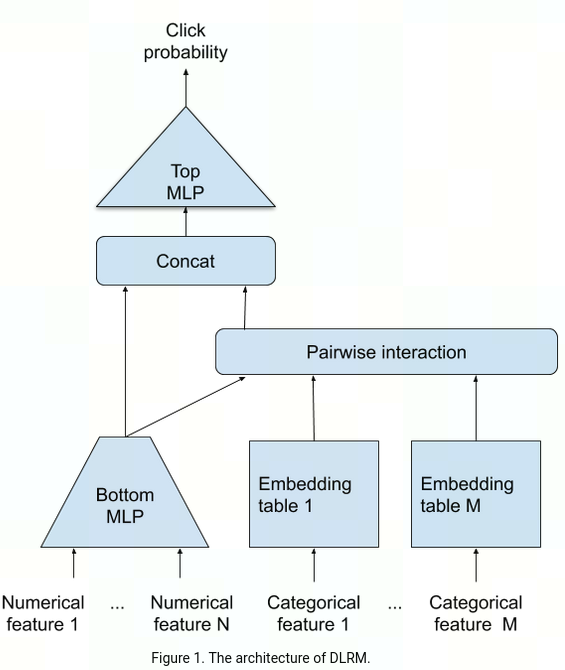 Click
probability
Top
MLP
Concat
Pairwise interaction
Bottom
MLP
Embedding
table 1
Embedding
table M
Numerical
feature 1
...
Numerical
feature N
Categorical
feature 1
...
Categorical
feature M
Figure 1. The architecture of DLRM.